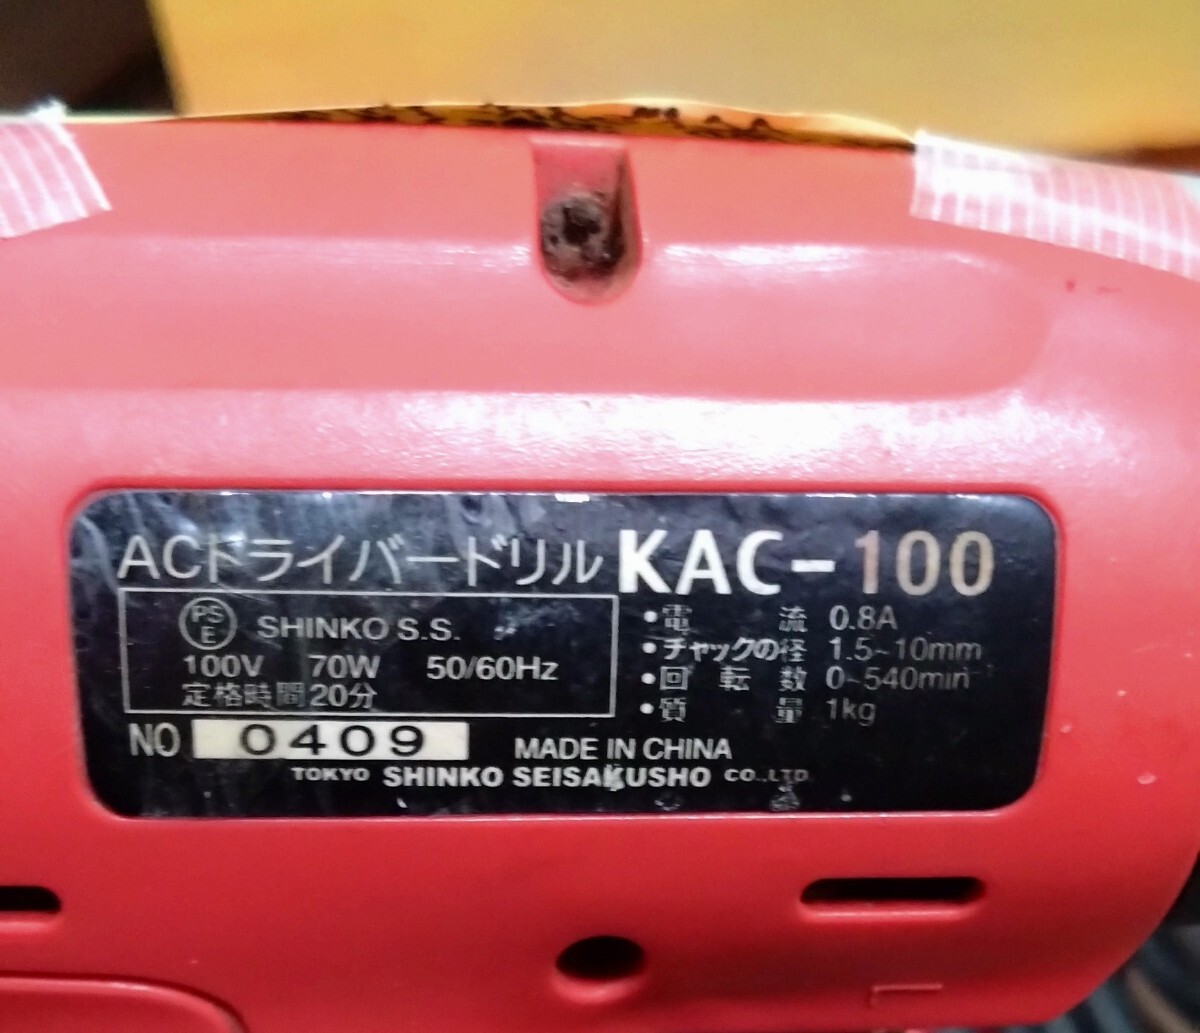 ACドライバードリル KAC-100
PS E SHINKO S.S.
100V 70W 50/60Hz
定格時間20分
・電 流 0.8A
・チャックの径 1.5~10mm
・回 転 数 0~540min⁻
・質 量 1kg
NO 0409 MADE IN CHINA
TOKYO SHINKO SEISAKUSHO CO.,LTD.